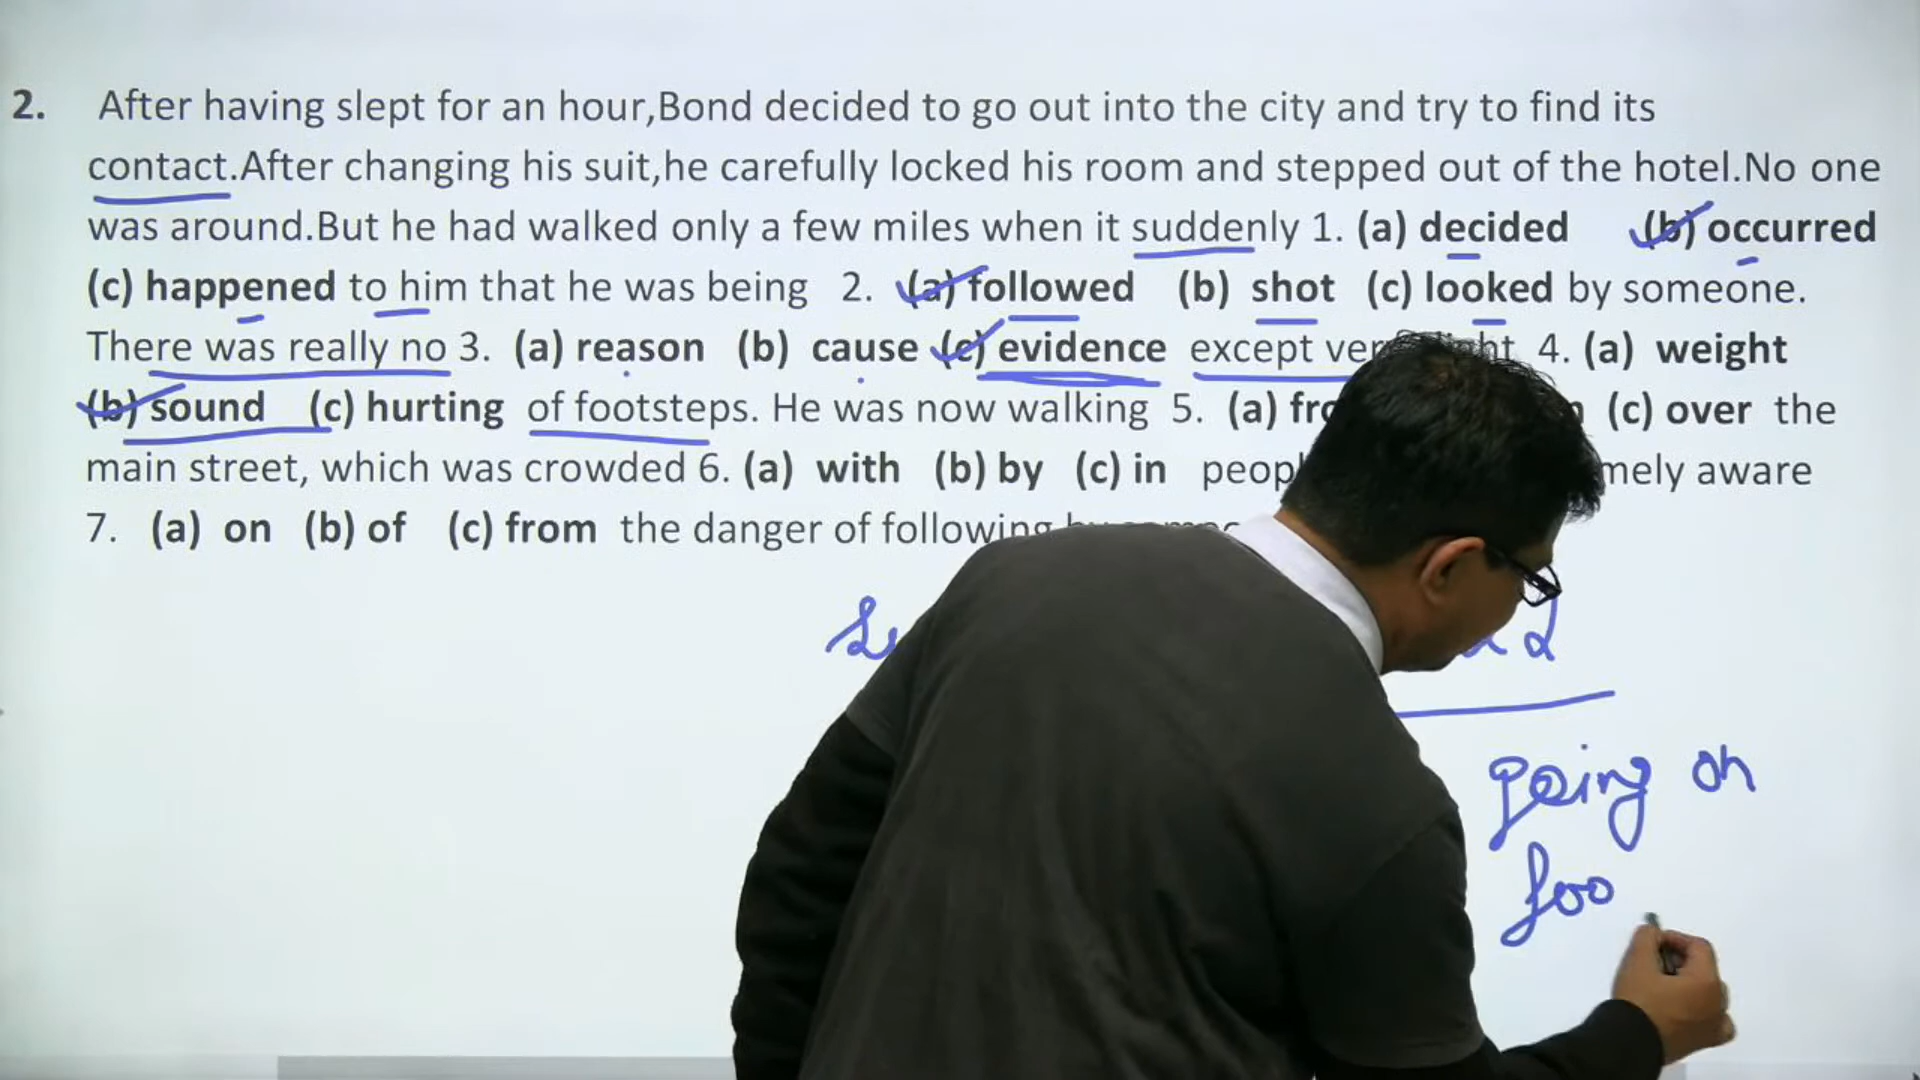 2. After having slept for an hour,Bond decided to go out into the city and try to find its
contact.After changing his suit,he carefully locked his room and stepped out of the hotel.No one
was around.But he had walked only a few miles when it suddenly 1. (a) decided (b) occurred
(c) happened to him that he was being 2. (a) followed (b) shot (c) looked by someone.
There was really no 3. (a) reason (b) cause (c) evidence except 4. (a) weight
(b) sound (c) hurting of footsteps. He was now walking 5. (a) (c) over the
main street, which was crowded 6. (a) with (b) by (c) in aware
7. (a) on (b) of (c) from the danger of following
going on
foo